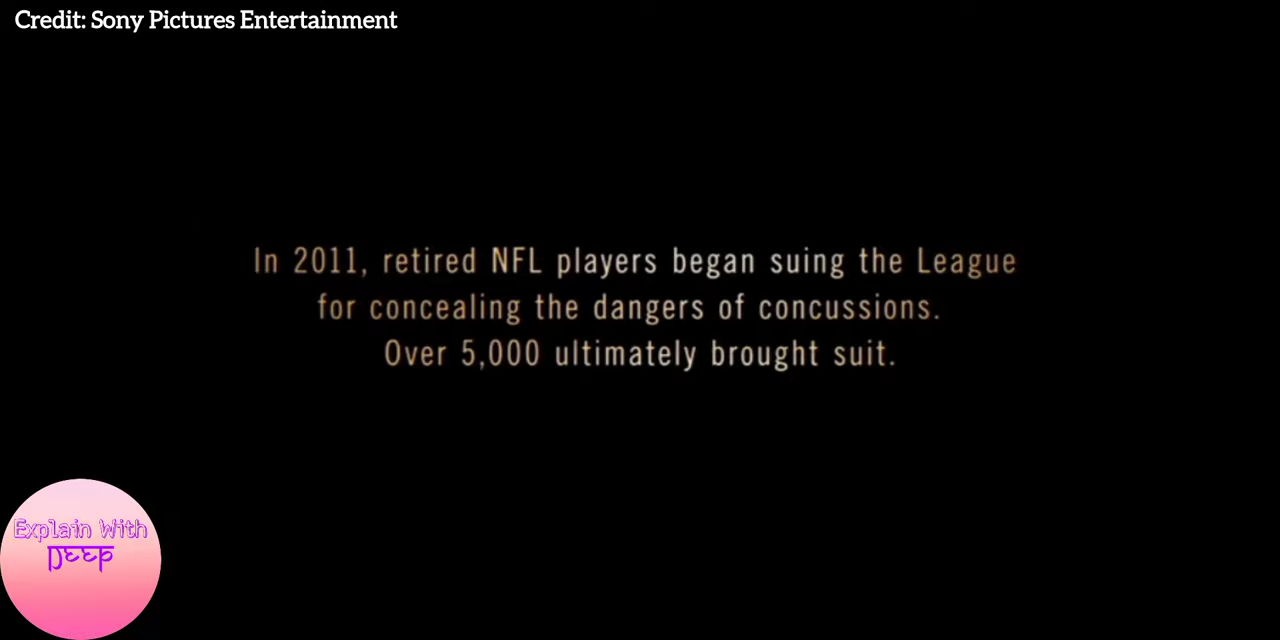 Credit: Sony Pictures Entertainment
In 2011, retired NFL players began suing the League
for concealing the dangers of concussions.
Over 5,000 ultimately brought suit.
Explain With
DEEP